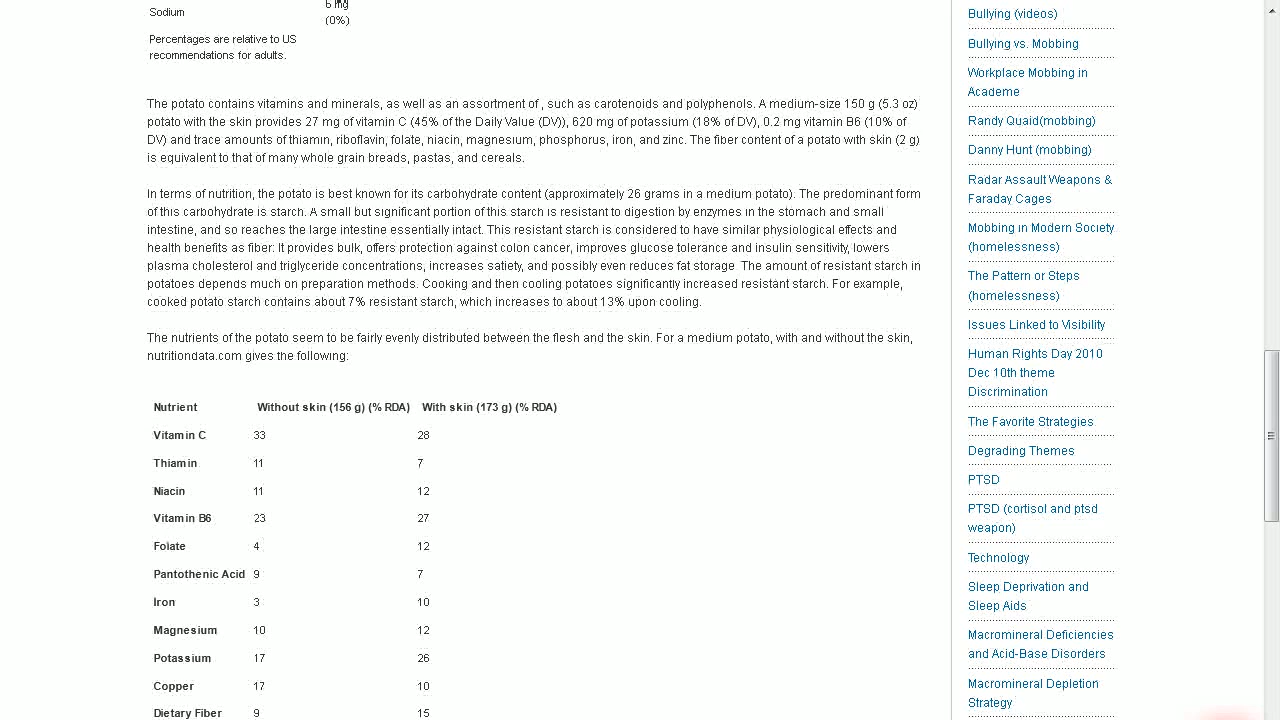 Sodium
6 mg
(0%)
Percentages are relative to US
recommendations for adults.
The potato contains vitamins and minerals, as well as an assortment of , such as carotenoids and polyphenols. A medium-size 150 g (5.3 oz)
potato with the skin provides 27 mg of vitamin C (45% of the Daily Value (DV)), 620 mg of potassium (18% of DV), 0.2 mg vitamin B6 (10% of
DV) and trace amounts of thiamin, riboflavin, folate, niacin, magnesium, phosphorus, iron, and zinc. The fiber content of a potato with skin (2 g)
is equivalent to that of many whole grain breads, pastas, and cereals.
In terms of nutrition, the potato is best known for its carbohydrate content (approximately 26 grams in a medium potato). The predominant form
of this carbohydrate is starch. A small but significant portion of this starch is resistant to digestion by enzymes in the stomach and small
intestine, and so reaches the large intestine essentially intact. This resistant starch is considered to have similar physiological effects and
health benefits as fiber: It provides bulk, offers protection against colon cancer, improves glucose tolerance and insulin sensitivity, lowers
plasma cholesterol and triglyceride concentrations, increases satiety, and possibly even reduces fat storage. The amount of resistant starch in
potatoes depends much on preparation methods. Cooking and then cooling potatoes significantly increased resistant starch. For example,
cooked potato starch contains about 7% resistant starch, which increases to about 13% upon cooling.
The nutrients of the potato seem to be fairly evenly distributed between the flesh and the skin. For a medium potato, with and without the skin,
nutritiondata.com gives the following:
Nutrient Without skin (156 g) (% RDA) With skin (173 g) (% RDA)
Vitamin C 33 28
Thiamin 11 7
Niacin 11 12
Vitamin B6 23 27
Folate 4 12
Pantothenic Acid 9 7
Iron 3 10
Magnesium 10 12
Potassium 17 26
Copper 17 10
Dietary Fiber 9 15
Bullying (videos)
Bullying vs. Mobbing
Workplace Mobbing in
Academe
Randy Quaid(mobbing)
Danny Hunt (mobbing)
Radar Assault Weapons &
Faraday Cages
Mobbing in Modern Society
(homelessness)
The Pattern or Steps
(homelessness)
Issues Linked to Visibility
Human Rights Day 2010
Dec 10th theme
Discrimination
The Favorite Strategies
Degrading Themes
PTSD
PTSD (cortisol and ptsd
weapon)
Technology
Sleep Deprivation and
Sleep Aids
Macromineral Deficiencies
and Acid-Base Disorders
Macromineral Depletion
Strategy